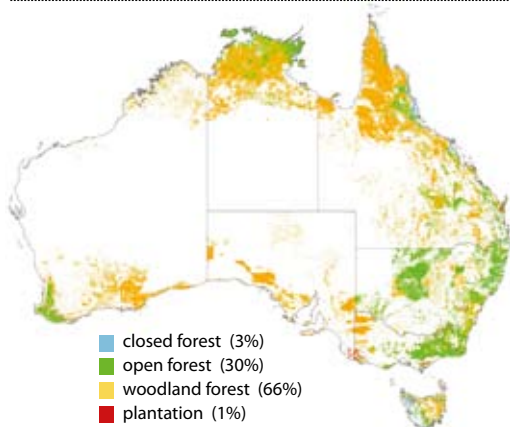 closed forest (3%)
open forest (30%)
woodland forest (66%)
plantation (1%)